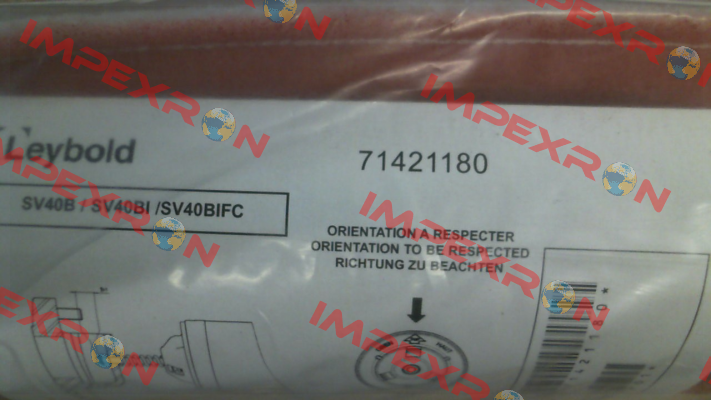 Leybold
71421180
SV40B / SV40BI /SV40BIFC
ORIENTATION A RESPECTER
ORIENTATION TO BE RESPECTED
RICHTUNG ZU BEACHTEN
IMPEXRON
IMPEXRON
IMPEXRON
IMPEXRON
IMPEXRON
IMPEXRON
IMPEXRON